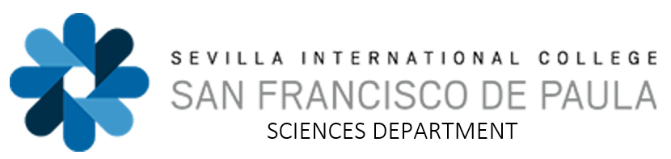 SEVILLA INTERNATIONAL COLLEGE
SAN FRANCISCO DE PAULA
SCIENCES DEPARTMENT